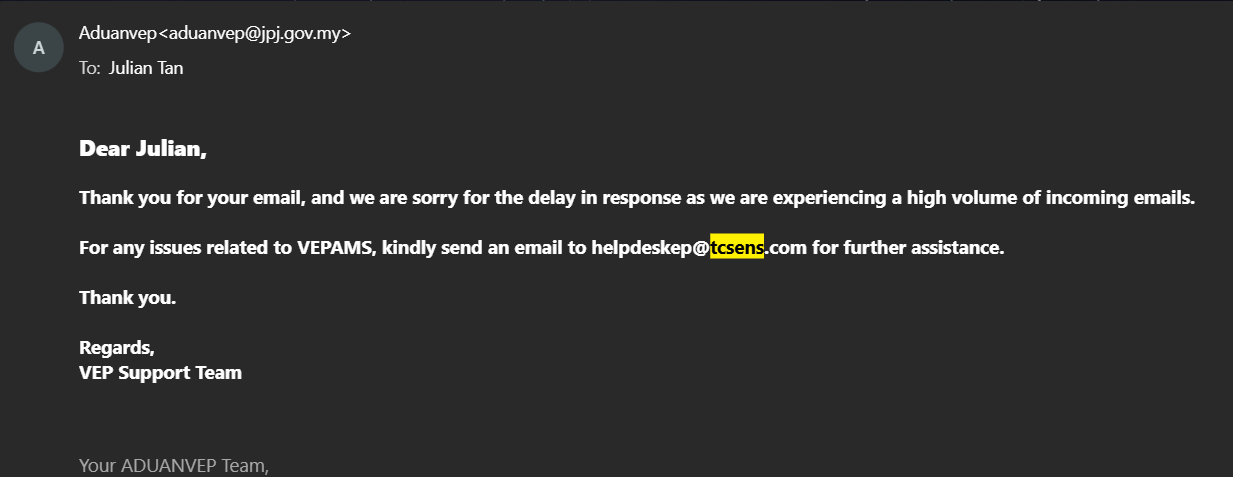 A
Aduanvep<aduanvep@jpj.gov.my>
To: Julian Tan
Dear Julian,
Thank you for your email, and we are sorry for the delay in response as we are experiencing a high volume of incoming emails.
For any issues related to VEPAMS, kindly send an email to helpdeskep@tcsens.com for further assistance.
Thank you.
Regards,
VEP Support Team
Your ADUANVEP Team,